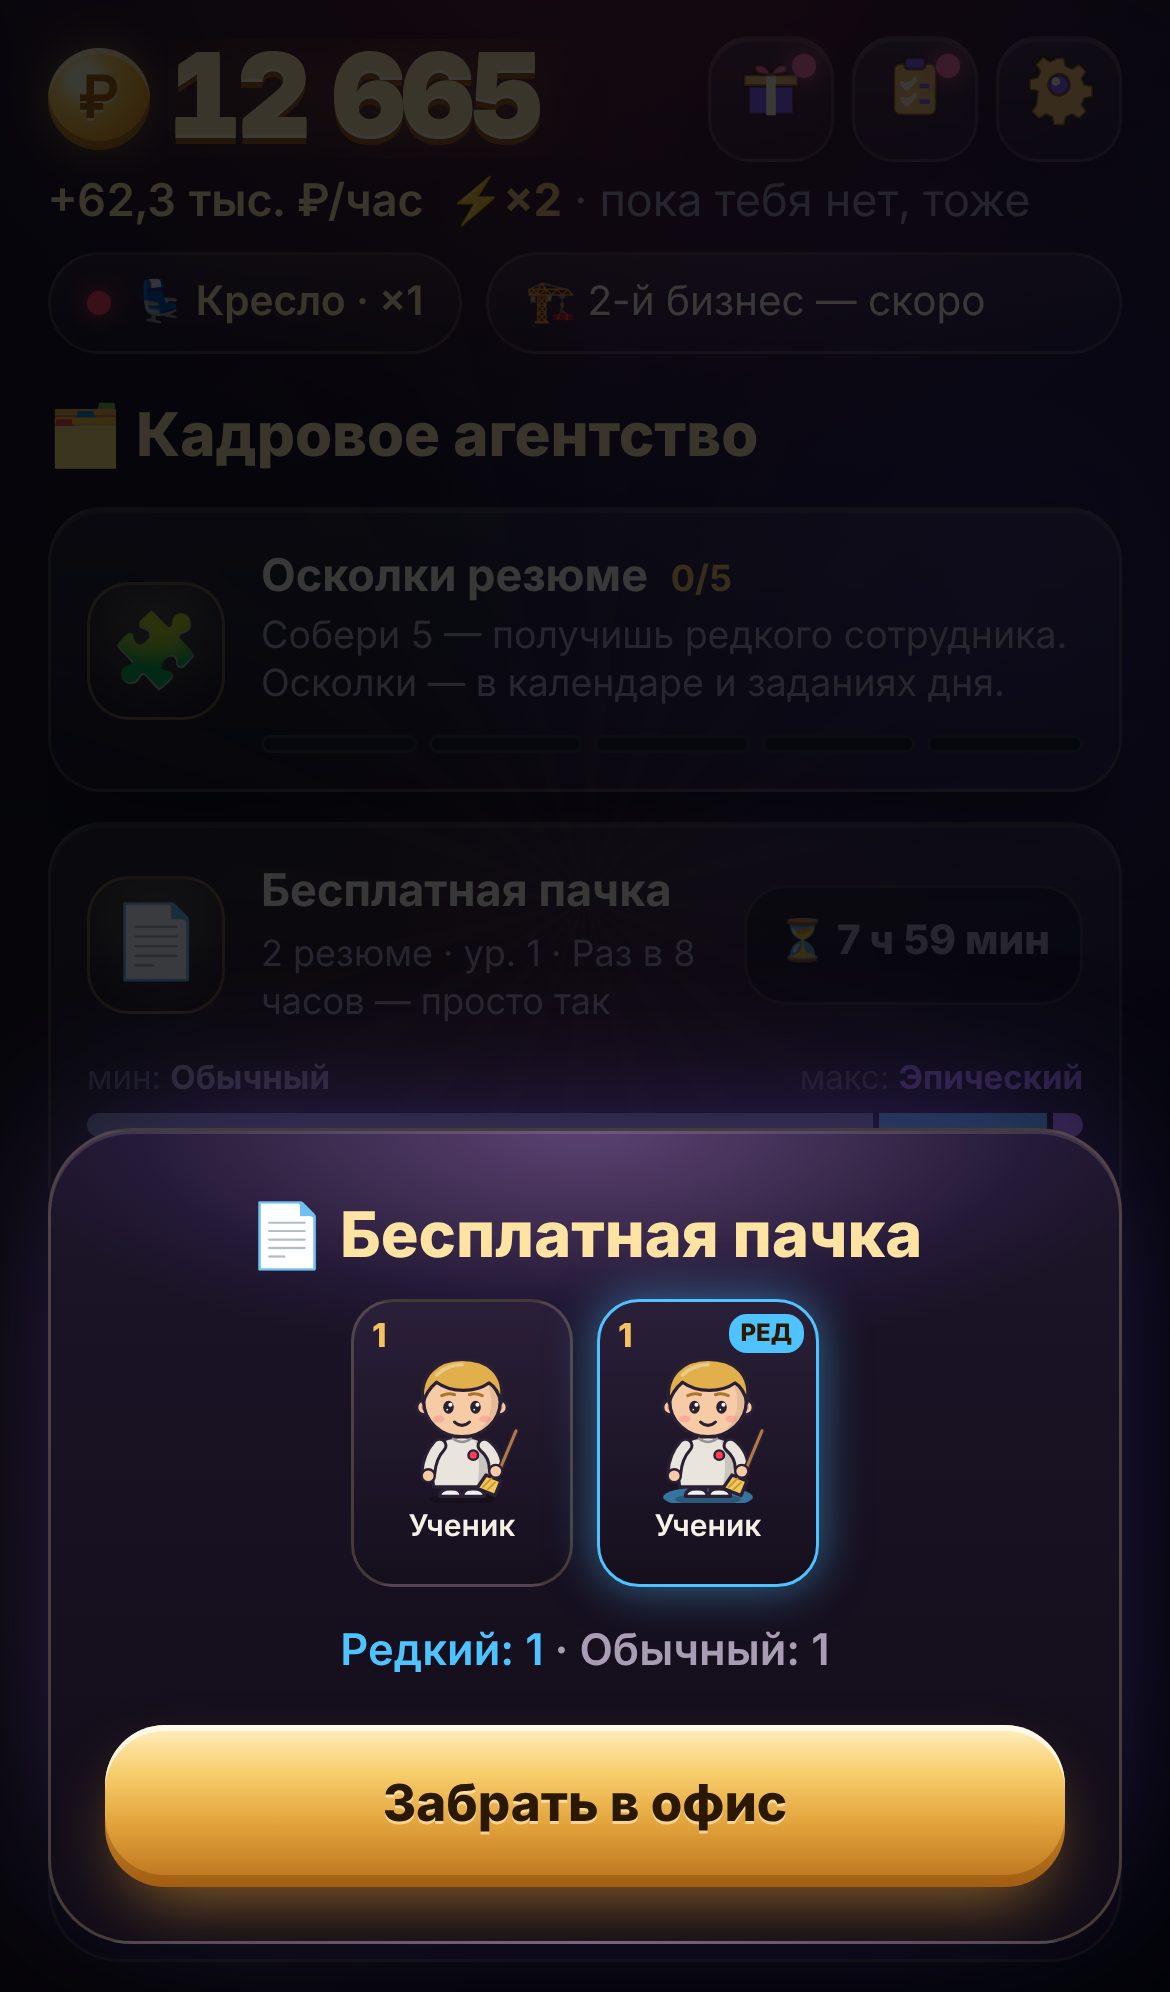 ₽ 12 665
+62,3 тыс. ₽/час ⚡×2 · пока тебя нет, тоже
Кресло · ×1
2-й бизнес — скоро
Кадровое агентство
Осколки резюме 0/5
Собери 5 — получишь редкого сотрудника.
Осколки — в календаре и заданиях дня.
Бесплатная пачка
2 резюме · ур. 1 · Раз в 8
часов — просто так
7 ч 59 мин
мин: Обычный
макс: Эпический
Бесплатная пачка
1
Ученик
1
РЕД
Ученик
Редкий: 1 · Обычный: 1
Забрать в офис